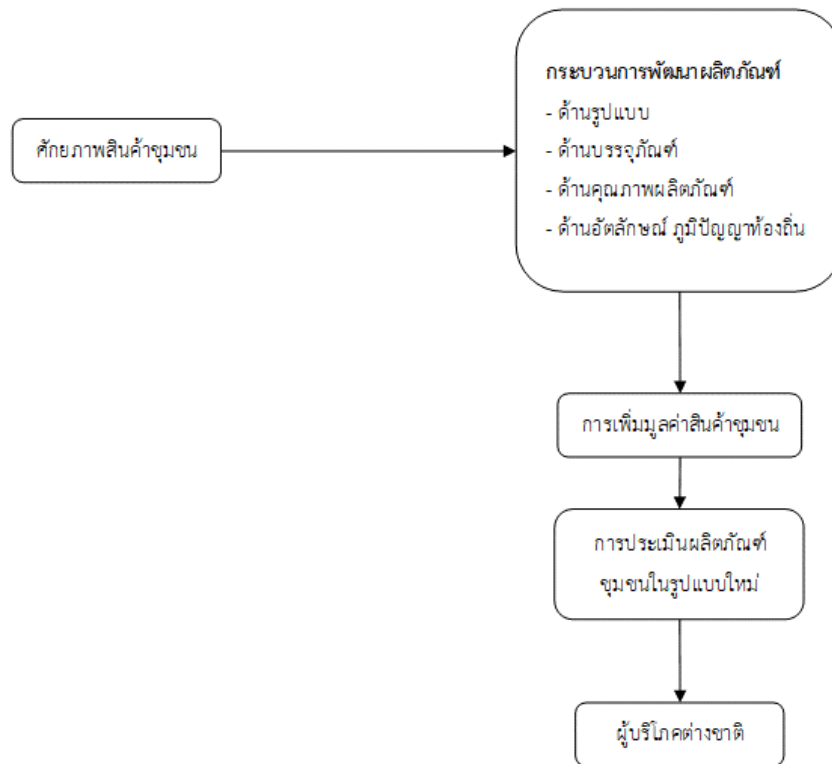 ศักยภาพสินค้าชุมชน
กระบวนการพัฒนาผลิตภัณฑ์
- ด้านรูปแบบ
- ด้านบรรจุภัณฑ์
- ด้านคุณภาพผลิตภัณฑ์
- ด้านอัตลักษณ์ ภูมิปัญญาท้องถิ่น
การเพิ่มมูลค่าสินค้าชุมชน
การประเมินผลิตภัณฑ์
ชุมชนในรูปแบบใหม่
ผู้บริโภคต่างชาติ